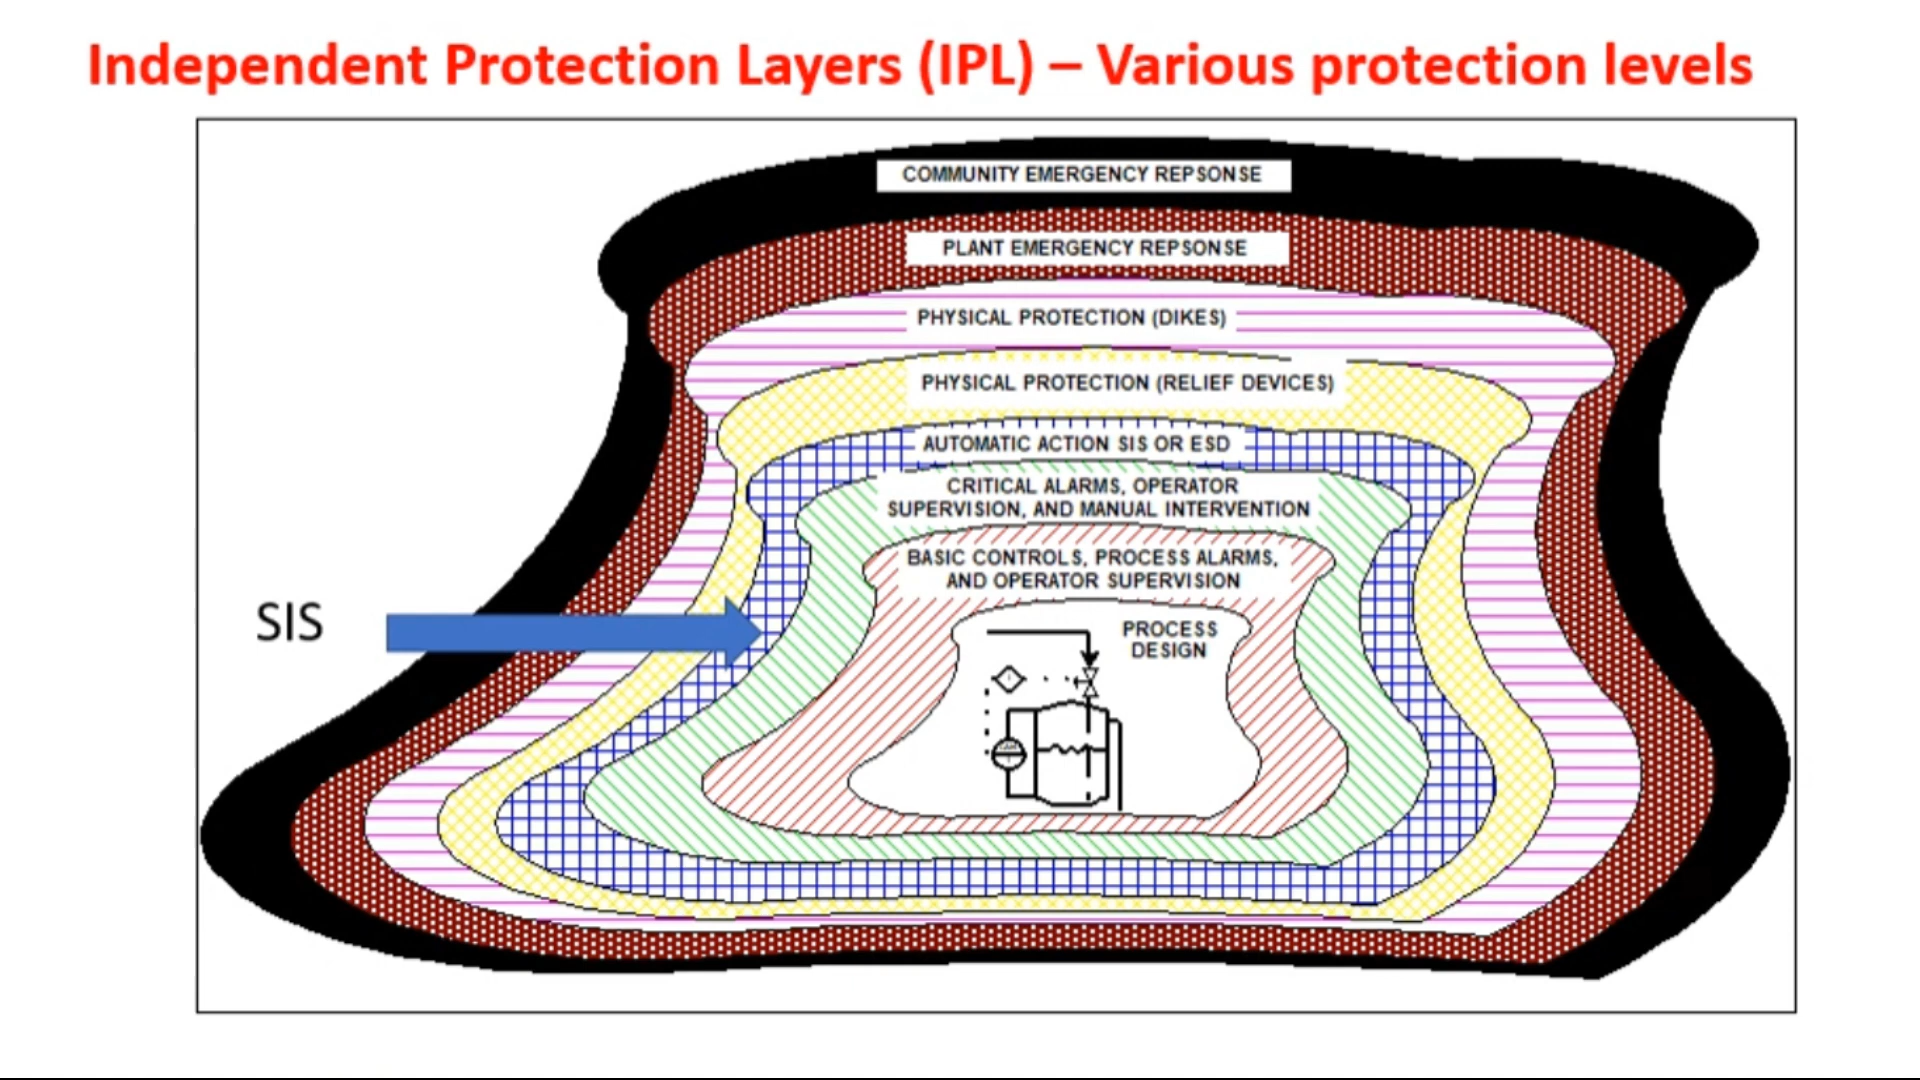 Independent Protection Layers (IPL) – Various protection levels
COMMUNITY EMERGENCY REPSONSE
PLANT EMERGENCY REPSONSE
PHYSICAL PROTECTION (DIKES)
PHYSICAL PROTECTION (RELIEF DEVICES)
AUTOMATIC ACTION SIS OR ESD
CRITICAL ALARMS, OPERATOR
SUPERVISION, AND MANUAL INTERVENTION
BASIC CONTROLS, PROCESS ALARMS,
AND OPERATOR SUPERVISION
SIS
PROCESS
DESIGN